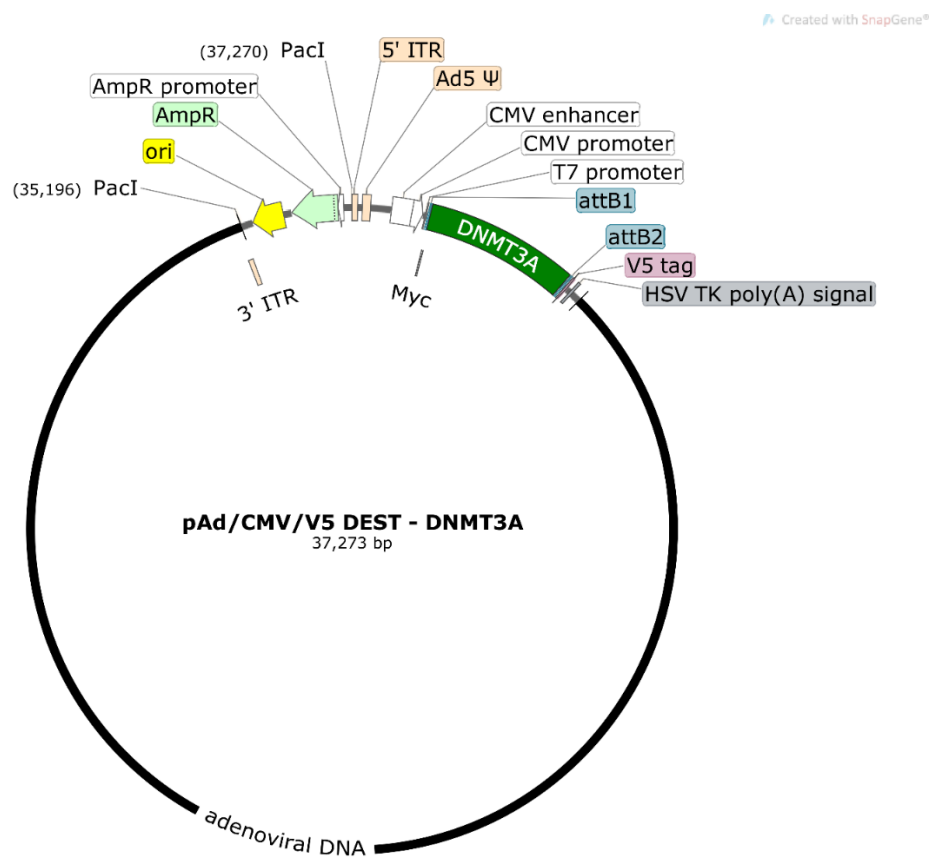 Created with SnapGene®
(37,270) PacI
5' ITR
Ad5 Ψ
AmpR promoter
AmpR
ori
(35,196) PacI
CMV enhancer
CMV promoter
T7 promoter
attB1
DNMT3A
attB2
V5 tag
HSV TK poly(A) signal
3' ITR
Myc
pAd/CMV/V5 DEST - DNMT3A
37,273 bp
adenoviral DNA